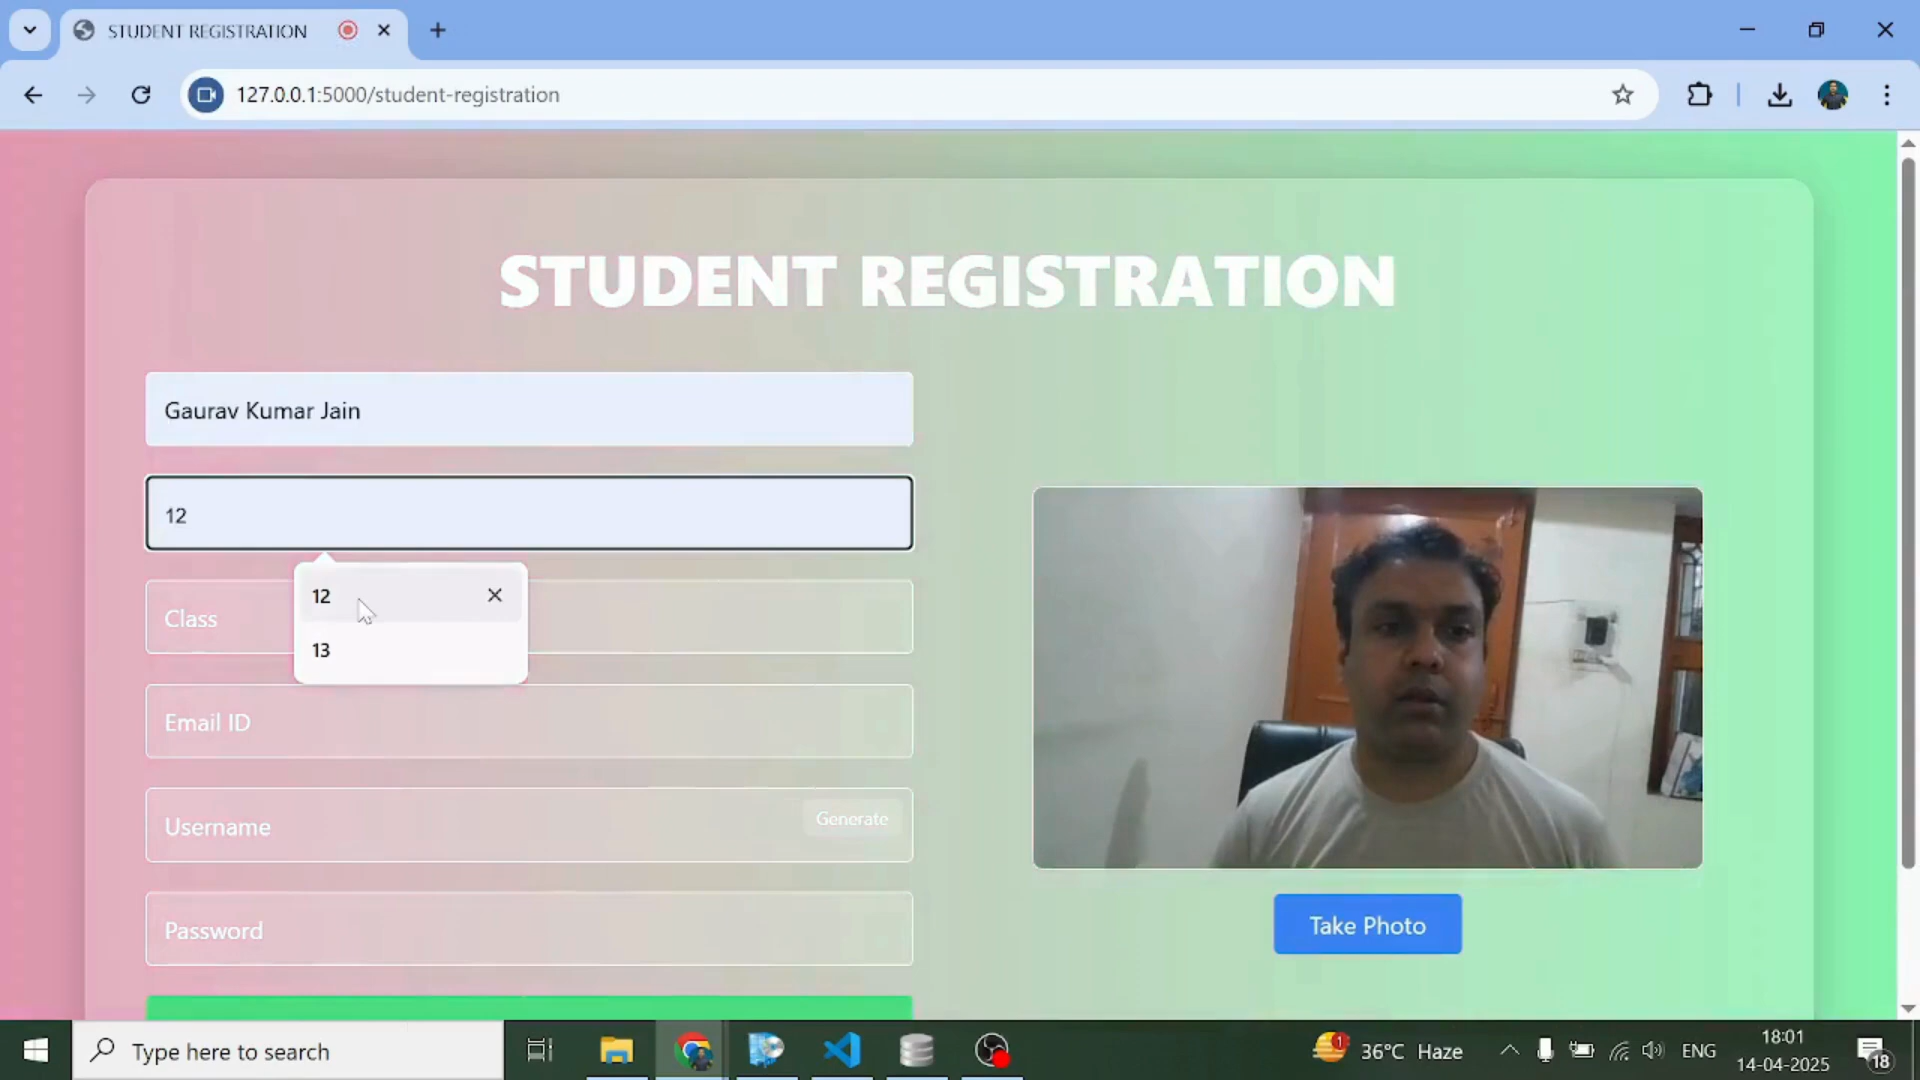 STUDENT REGISTRATION
127.0.0.1:5000/student-registration
STUDENT REGISTRATION
Gaurav Kumar Jain
12
12
13
Class
Email ID
Username
Generate
Password
Take Photo
Type here to search
1
36°C Haze
ENG
18:01
14-04-2025
18